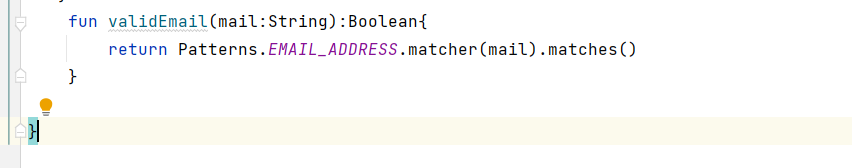 fun validEmail(mail:String):Boolean{
return Patterns.EMAIL_ADDRESS.matcher(mail).matches()
}
}